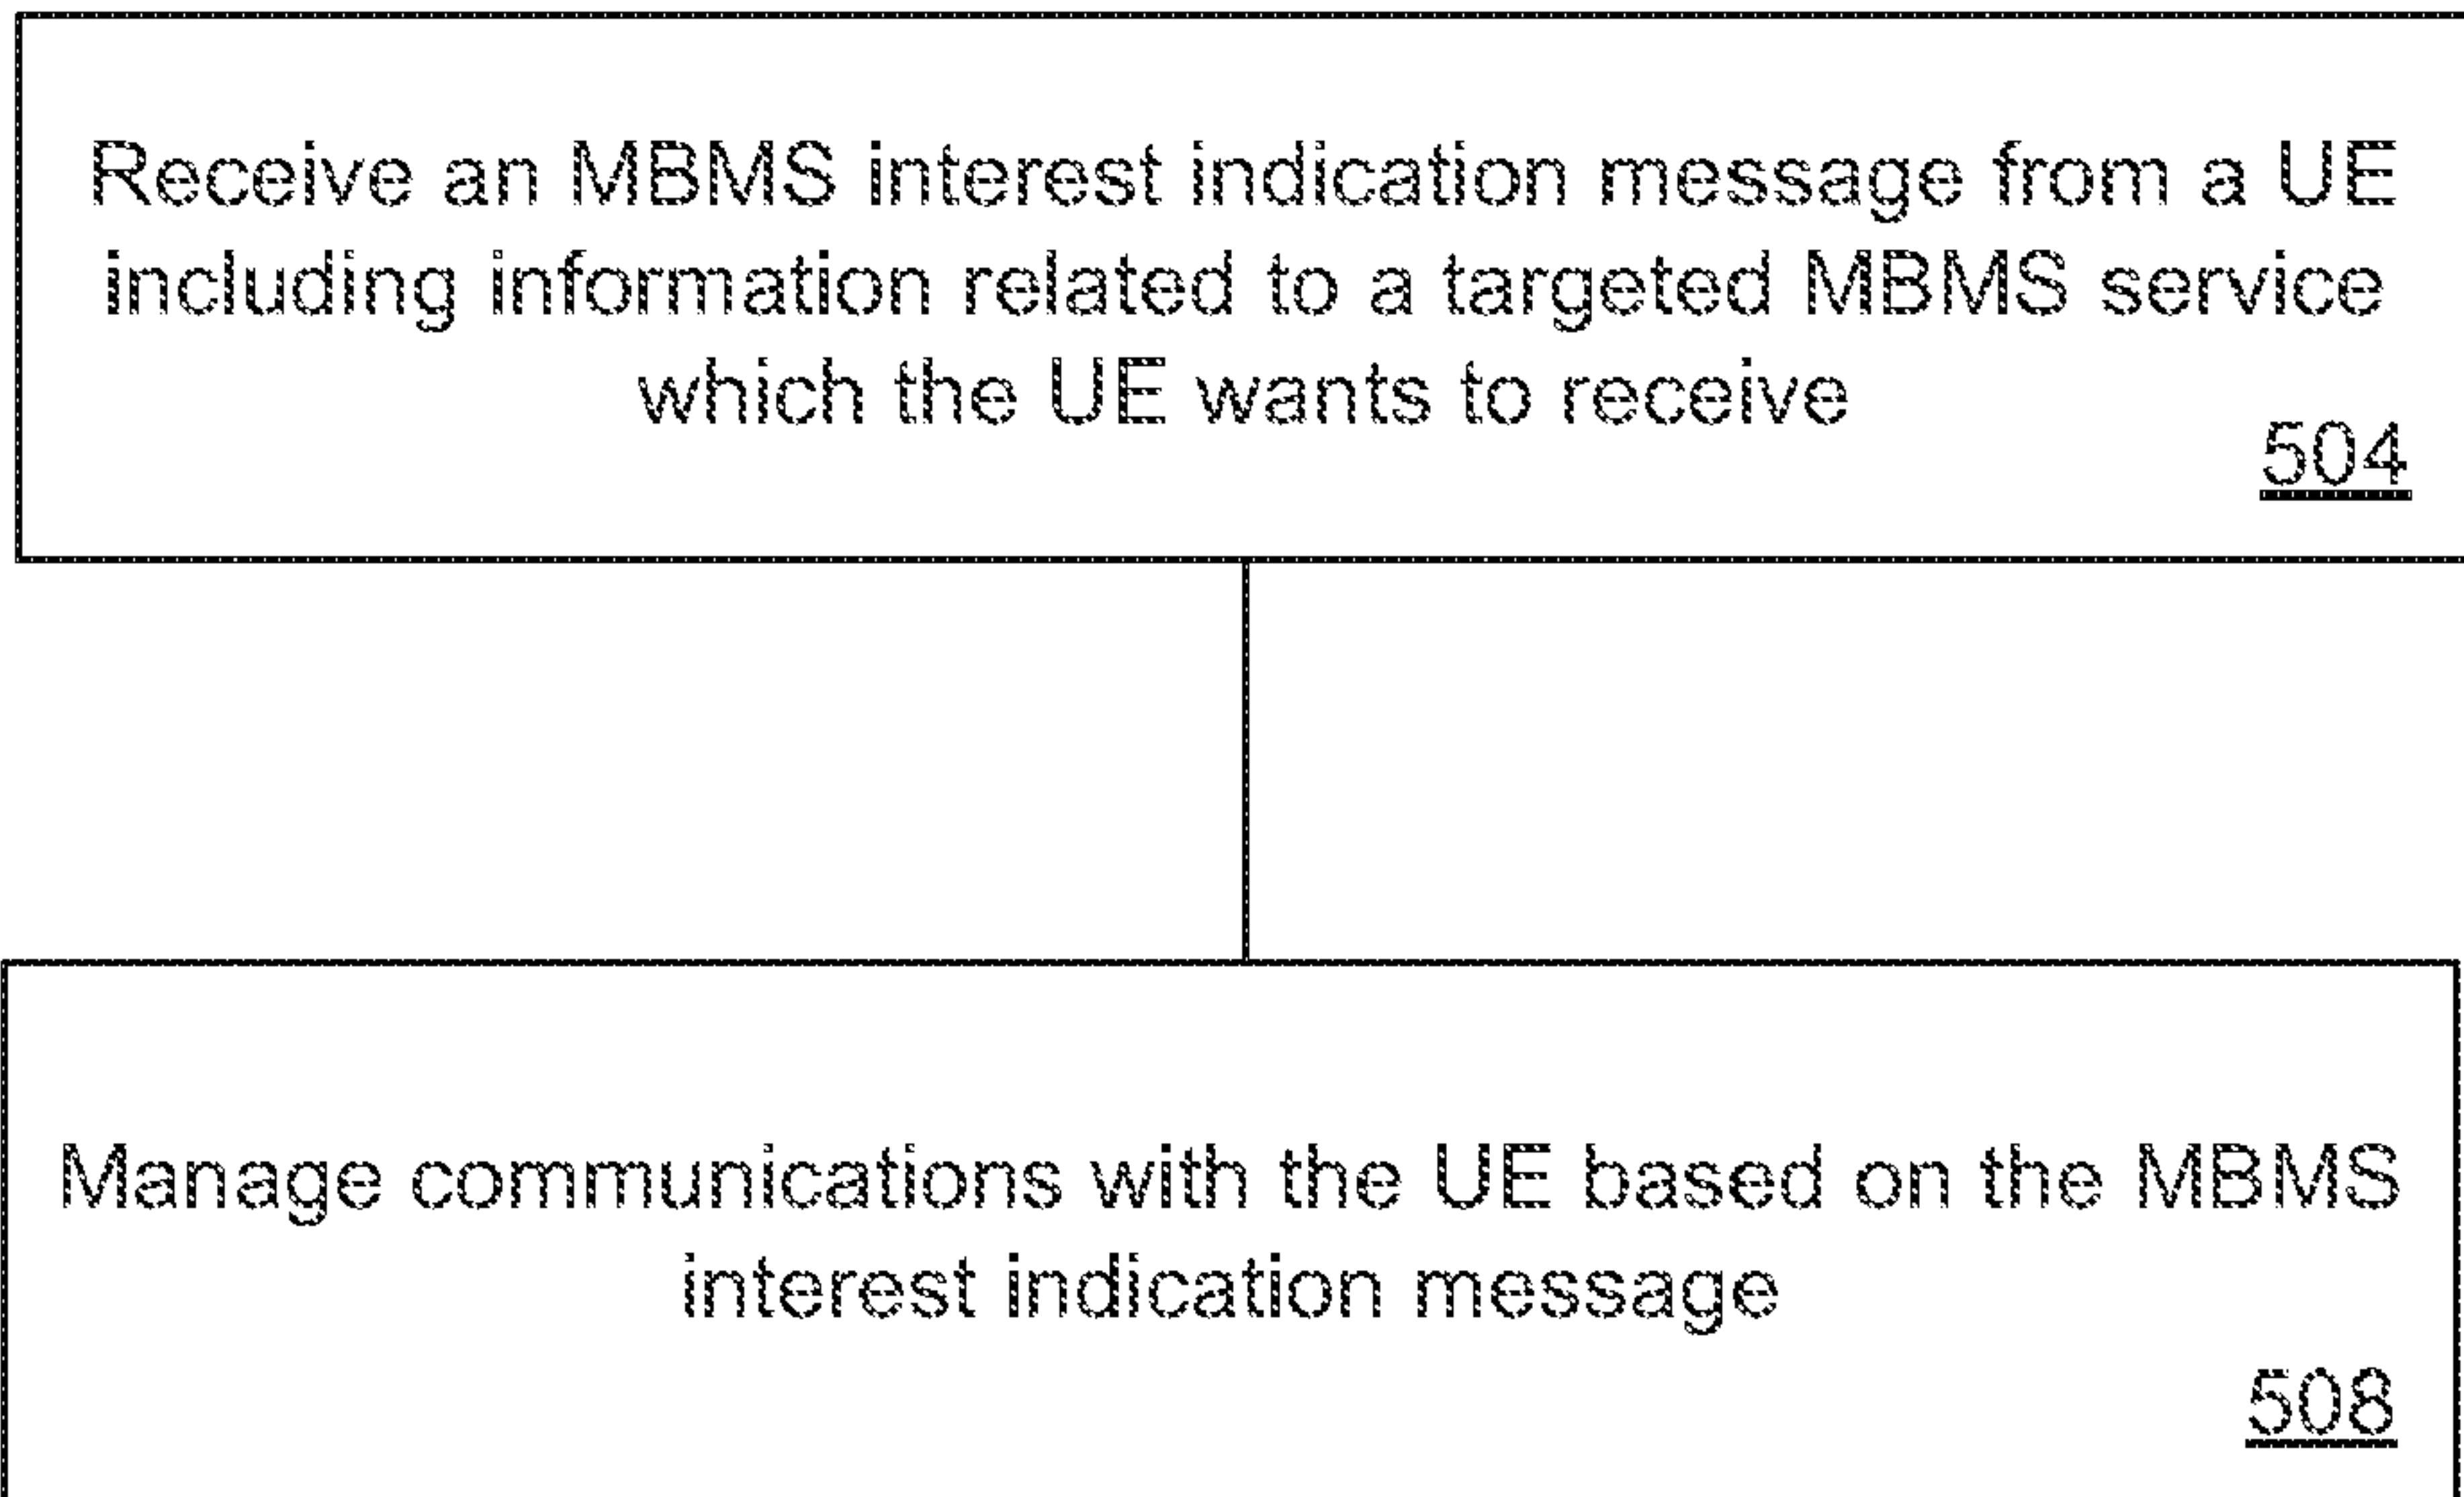 Receive an MBMS interest indication message from a UE
including information related to a targeted MBMS service
which the UE wants to receive
504
Manage communications with the UE based on the MBMS
interest indication message
508